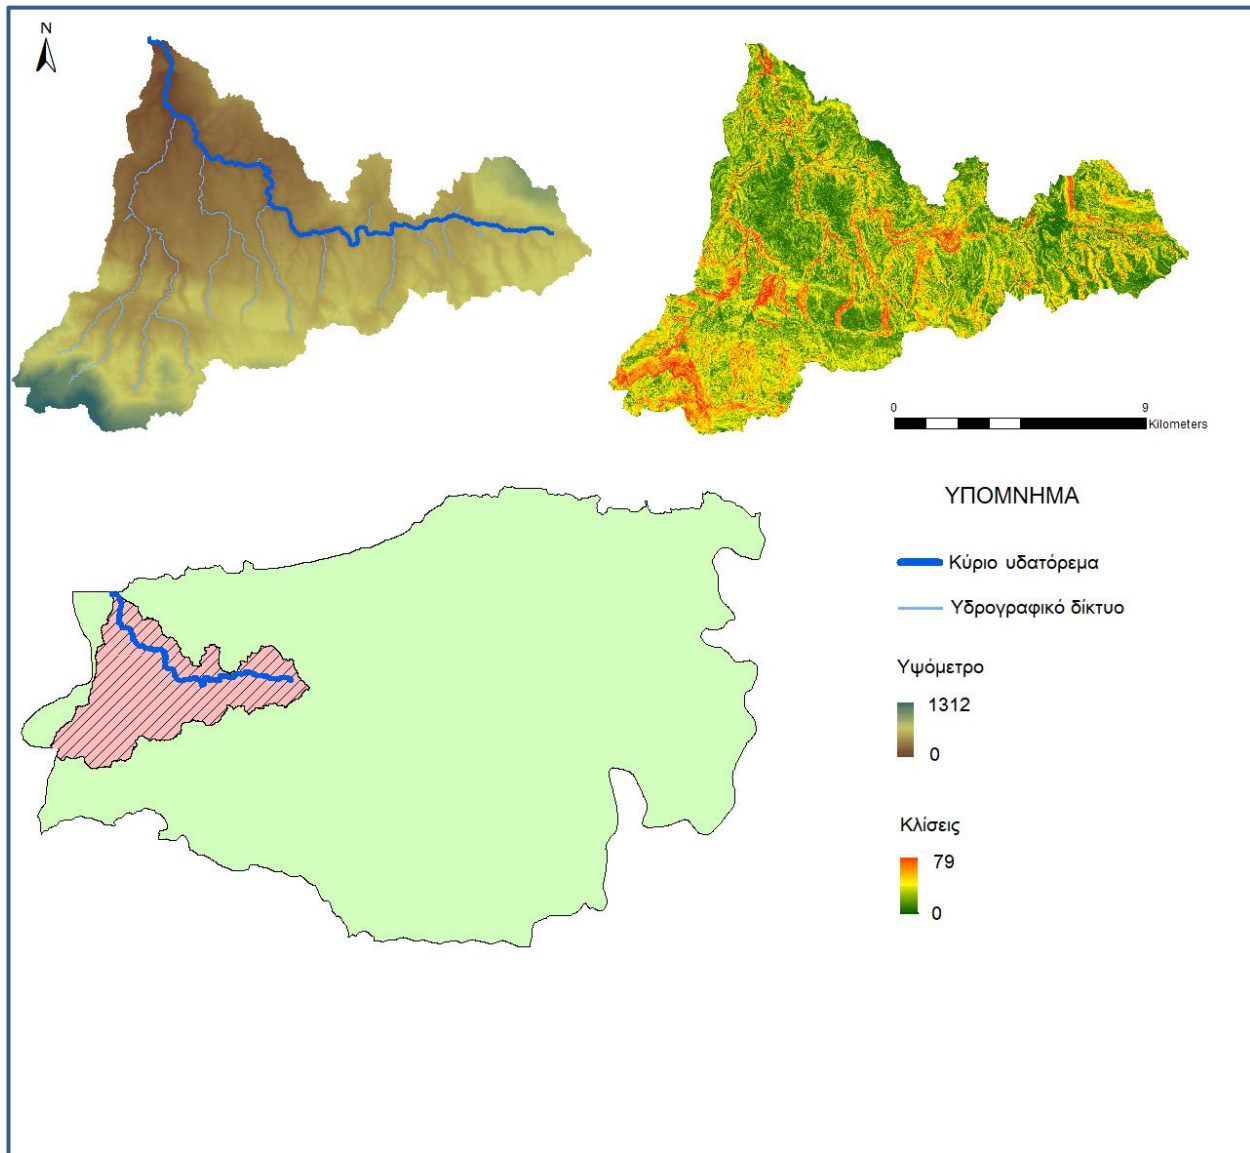 N
0 9
Kilometers
ΥΠΟΜΝΗΜΑ
Κύριο υδατόρεμα
Υδρογραφικό δίκτυο
Υψόμετρο
1312
0
Κλίσεις
79
0